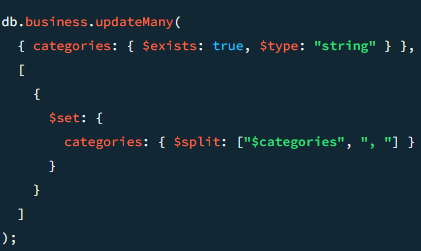 db.business.updateMany(
  { categories: { $exists: true, $type: "string" } },
  [
    {
      $set: {
        categories: { $split: ["$categories", ", "] }
      }
    }
  ]
);